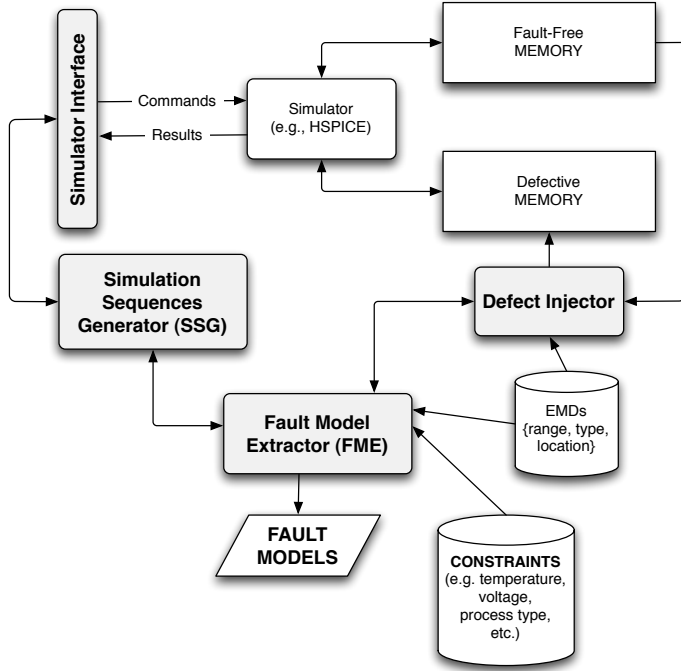 Fault-Free
MEMORY
Simulator Interface
Commands
Simulator
(e.g., HSPICE)
Results
Defective
MEMORY
Simulation
Sequences
Generator (SSG)
Defect Injector
EMDs
{range, type,
location}
Fault Model
Extractor (FME)
FAULT
MODELS
CONSTRAINTS
(e.g. temperature,
voltage,
process type,
etc.)